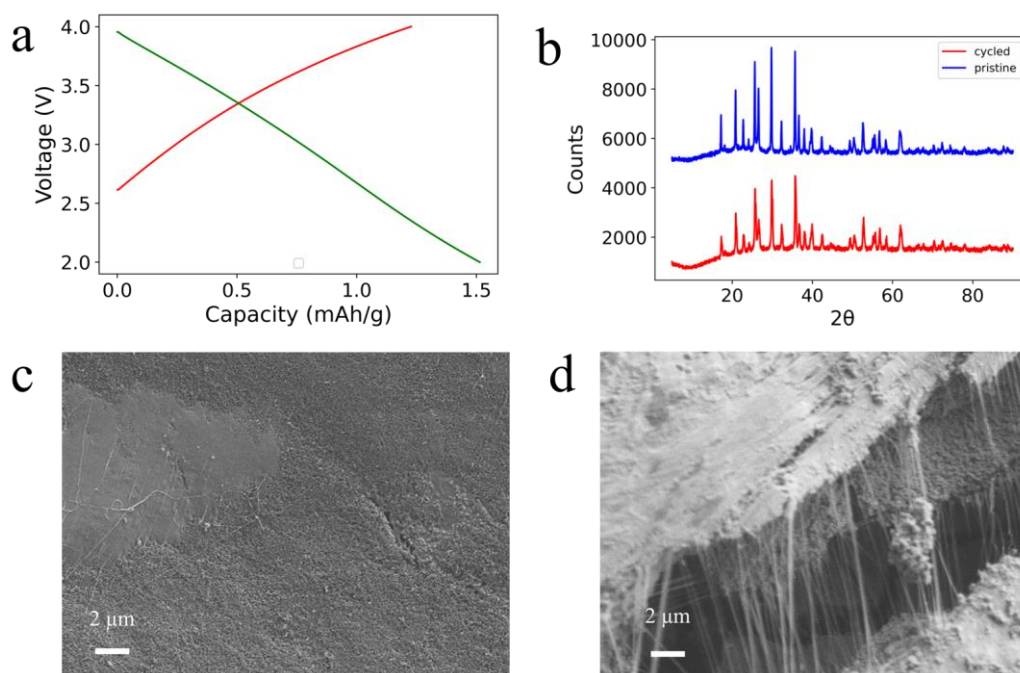 a
4.0
3.5
3.0
2.5
2.0
Voltage (V)
0.0 0.5 1.0 1.5
Capacity (mAh/g)
b
10000
8000
6000
4000
2000
Counts
cycled
pristine
20 40 60 80
2θ
c
2 μm
d
2 μm